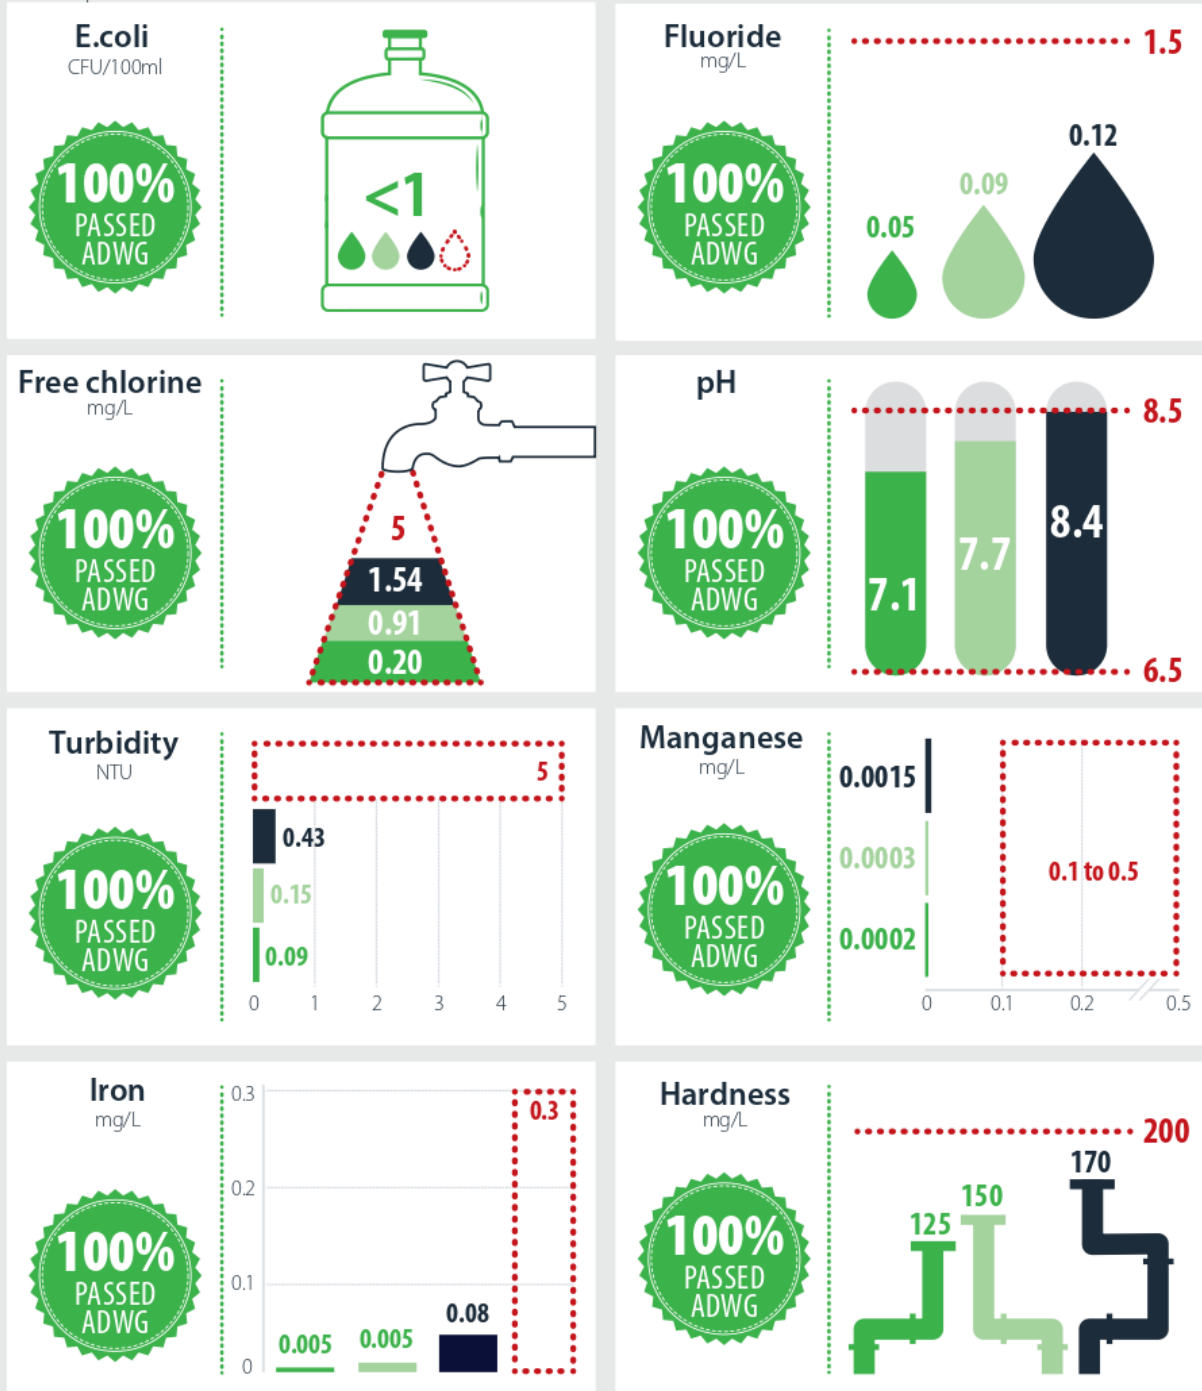 E.coli
CFU/100ml
100%
PASSED
ADWG
<1
Fluoride
mg/L
100%
PASSED
ADWG
1.5
0.05
0.09
0.12
Free chlorine
mg/L
100%
PASSED
ADWG
5
1.54
0.91
0.20
pH
100%
PASSED
ADWG
8.5
7.1
7.7
8.4
6.5
Turbidity
NTU
100%
PASSED
ADWG
5
0.43
0.15
0.09
0 1 2 3 4 5
Manganese
mg/L
100%
PASSED
ADWG
0.0015
0.0003
0.0002
0.1 to 0.5
0 0.1 0.2 0.5
Iron
mg/L
100%
PASSED
ADWG
0.3
0.2
0.1
0
0.005
0.005
0.08
0.3
Hardness
mg/L
100%
PASSED
ADWG
200
125
150
170